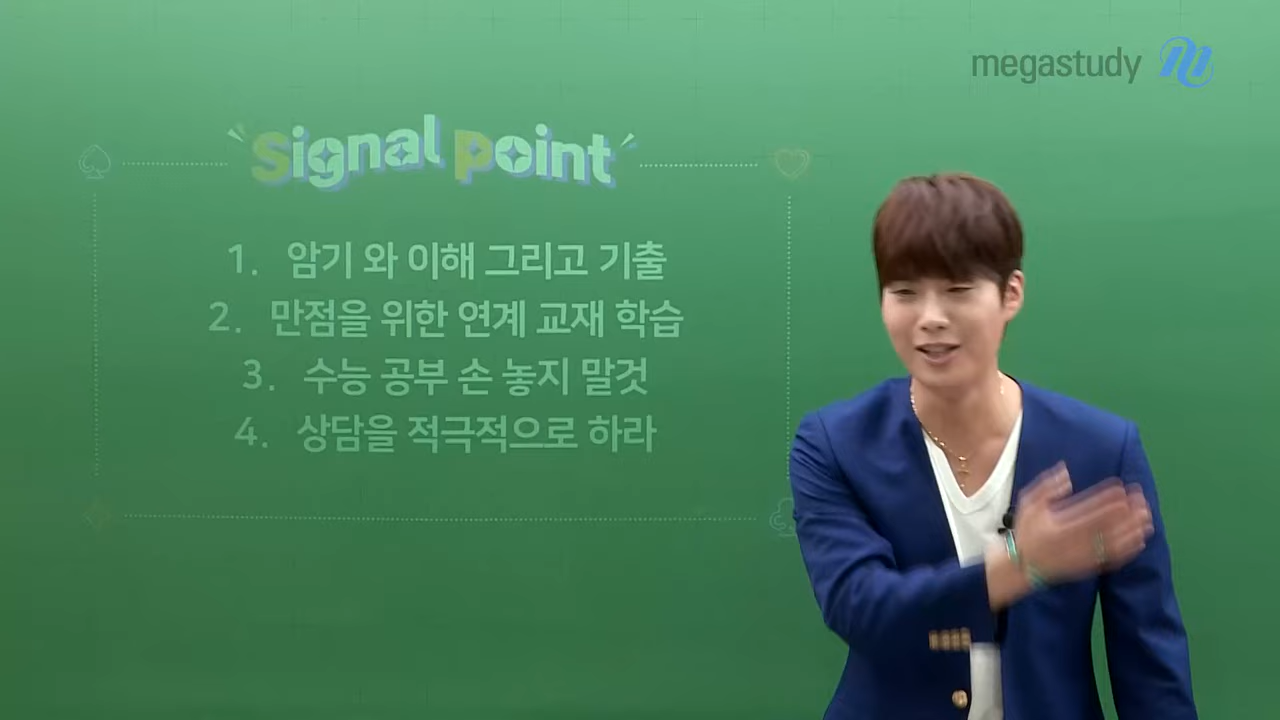 megastudy
Signal Point
1. 암기 와 이해 그리고 기출
2. 만점을 위한 연계 교재 학습
3. 수능 공부 손 놓지 말것
4. 상담을 적극적으로 하라